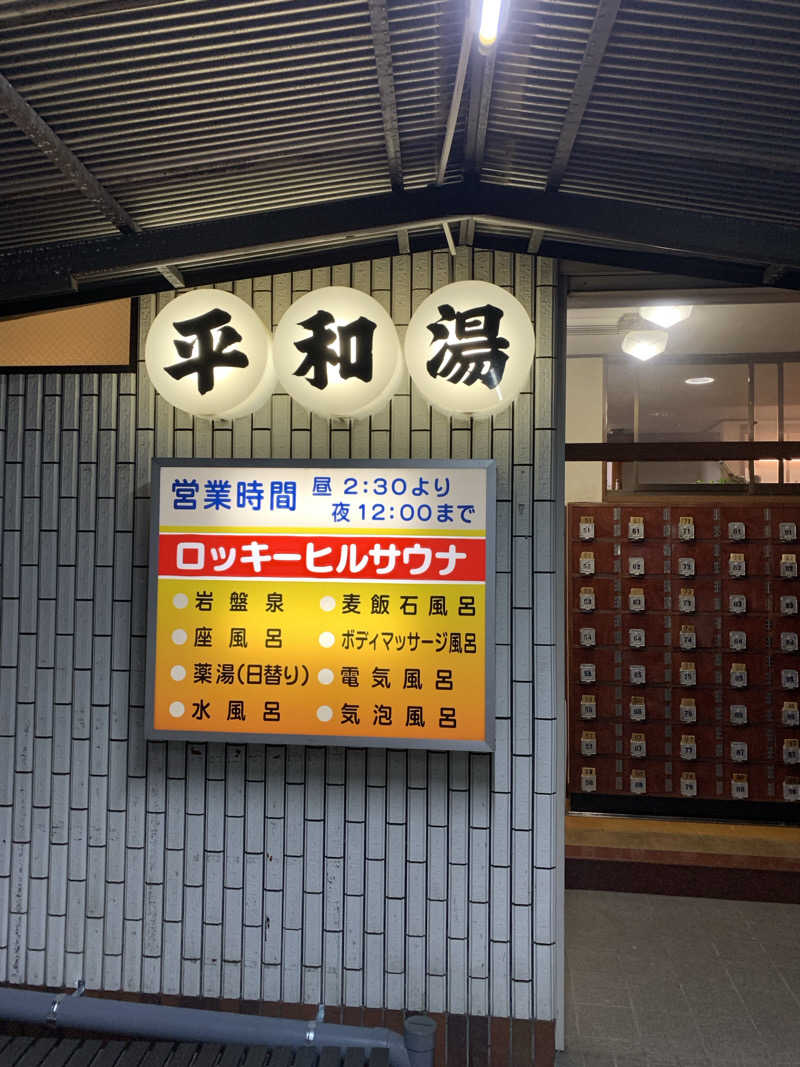 平和湯
営業時間 昼 2:30より
夜12:00まで
ロッキーヒルサウナ
岩盤泉 麦飯石風呂
座風呂 ボディマッサージ風呂
薬湯(日替り) 電気風呂
水風呂 気泡風呂